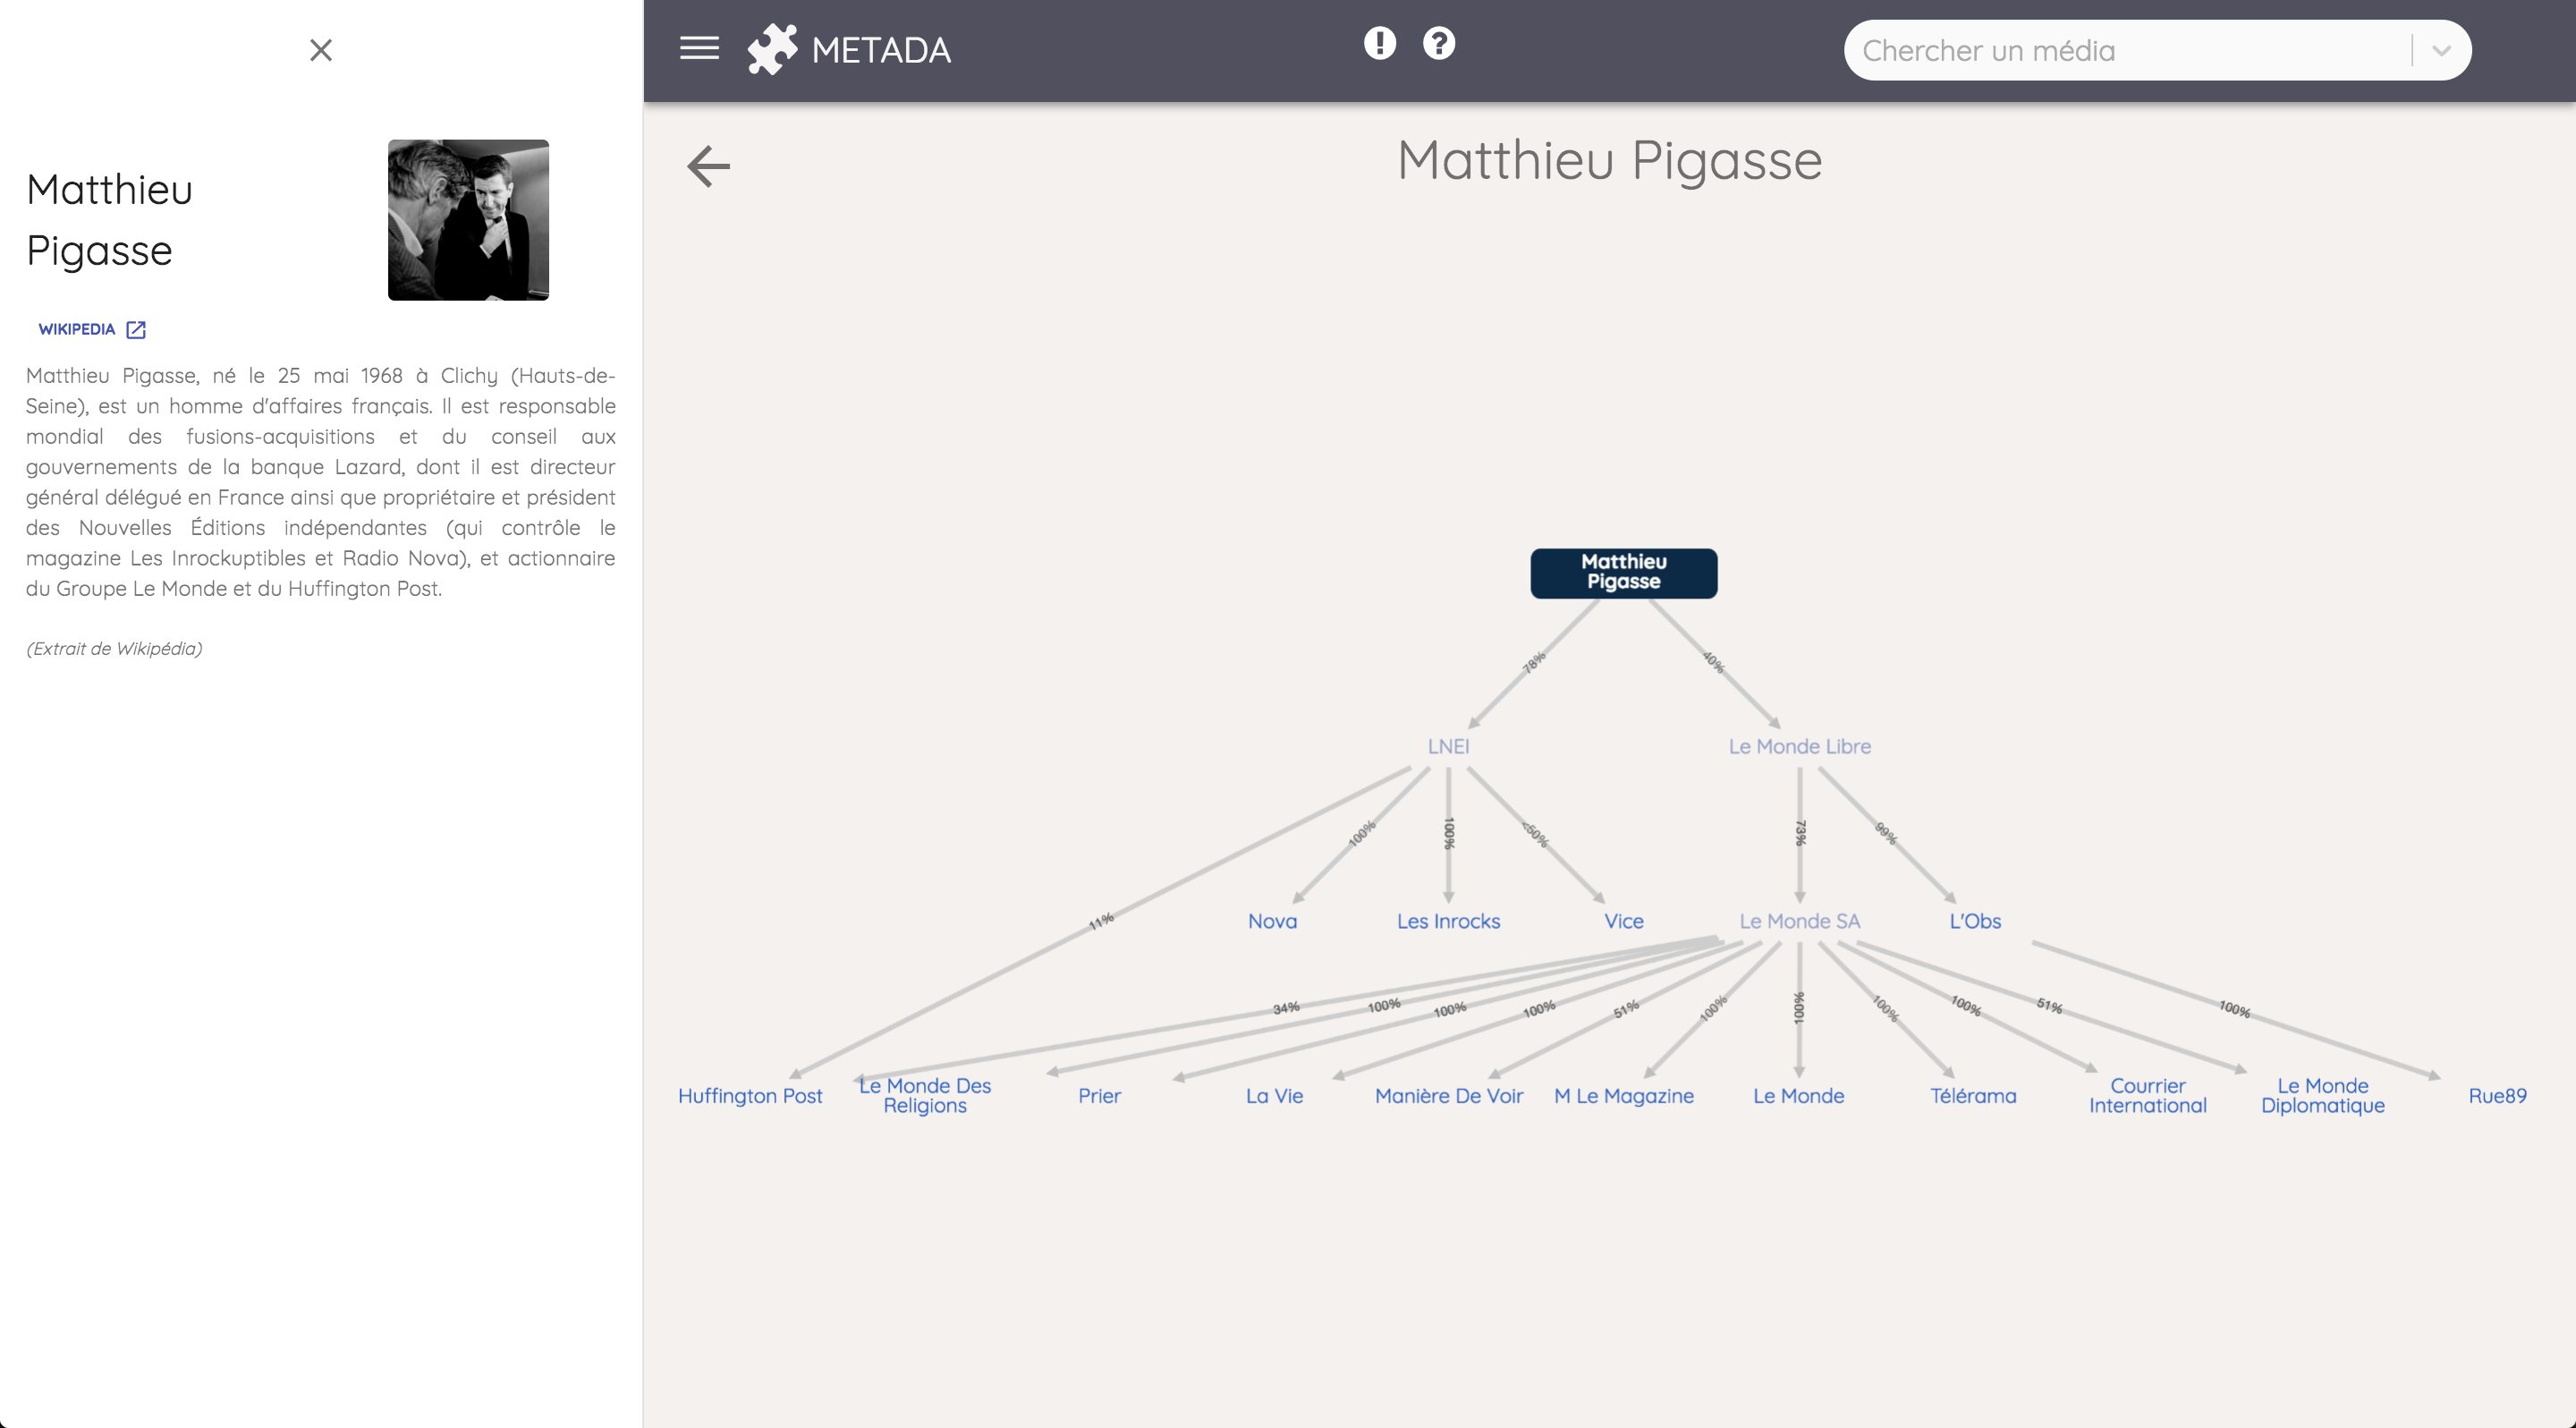 METADA
Chercher un média
Matthieu
Pigasse
WIKIPEDIA
Matthieu Pigasse, né le 25 mai 1968 à Clichy (Hauts-de-
Seine), est un homme d'affaires français. Il est responsable
mondial des fusions-acquisitions et du conseil aux
gouvernements de la banque Lazard, dont il est directeur
général délégué en France ainsi que propriétaire et président
des Nouvelles Éditions indépendantes (qui contrôle le
magazine Les Inrockuptibles et Radio Nova), et actionnaire
du Groupe Le Monde et du Huffington Post.
(Extrait de Wikipédia)
Matthieu Pigasse
Matthieu
Pigasse
78%
40%
LNEI
Le Monde Libre
11%
100%
100%
<50%
73%
99%
Nova
Les Inrocks
Vice
Le Monde SA
L'Obs
34%
100%
100%
100%
51%
100%
100%
100%
100%
51%
100%
Huffington Post
Le Monde Des
Religions
Prier
La Vie
Manière De Voir
M Le Magazine
Le Monde
Télérama
Courrier
International
Le Monde
Diplomatique
Rue89